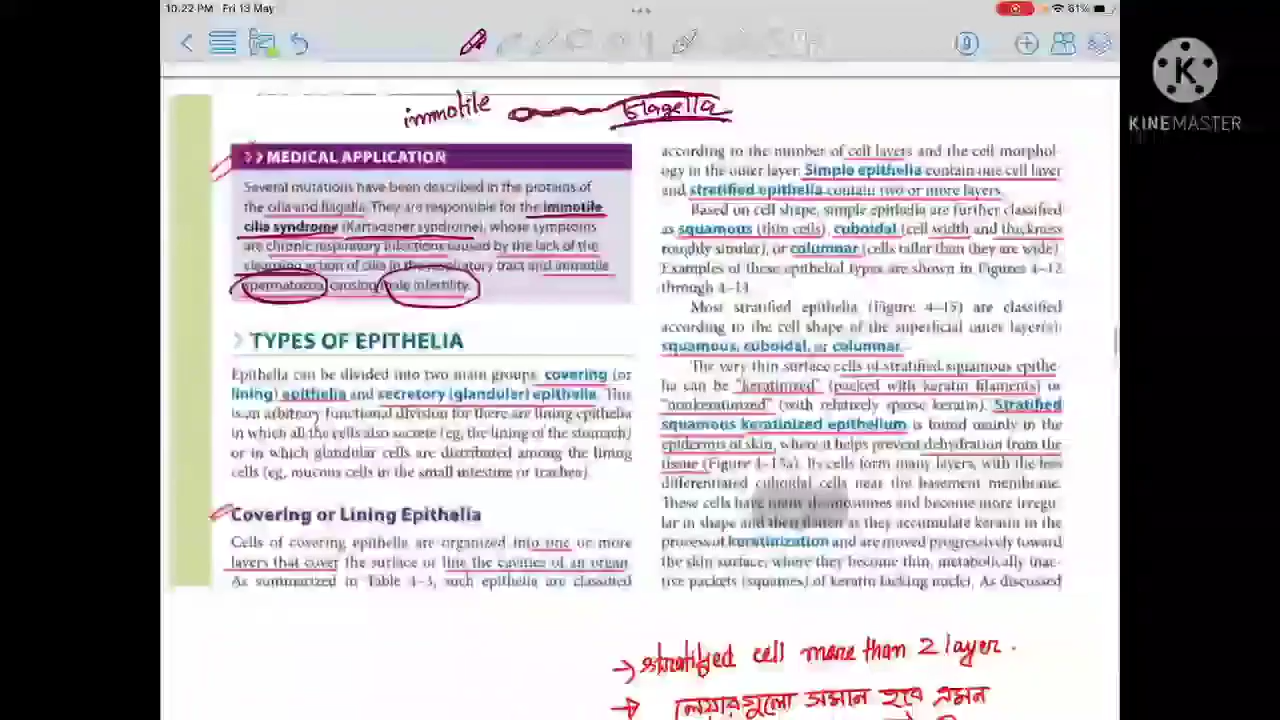 10.22 PM Fri 13 May
61%
K
KINEMASTER
immotile
flagella
MEDICAL APPLICATION
Several mutations have been described in the proteins of
the cilia and flagella. They are responsible for the immotile
cilia syndrome (Kartagener syndrome), whose symptoms
are chronic respiratory infections caused by the lack of the
cleansing action of cilia in the respiratory tract and immotile
spermatozoa, causing male infertility.
TYPES OF EPITHELIA
Epithelia can be divided into two main groups: covering (or
lining) epithelia and secretory (glandular) epithelia. This
is an arbitrary functional division for there are lining epithelia
in which all the cells also secrete (eg, the lining of the stomach)
or in which glandular cells are distributed among the lining
cells (eg, mucous cells in the small intestine or trachea).
Covering or Lining Epithelia
Cells of covering epithelia are organized into one or more
layers that cover the surface or line the cavities of an organ.
As summarized in Table 4–3, such epithelia are classified
according to the number of cell layers and the cell morphol-
ogy in the outer layer. Simple epithelia contain one cell layer
and stratified epithelia contain two or more layers.
Based on cell shape, simple epithelia are further classified
as squamous (thin cells), cuboidal (cell width and thickness
roughly similar), or columnar (cells taller than they are wide).
Examples of these epithelial types are shown in Figures 4–12
through 4–14.
Most stratified epithelia (Figure 4–15) are classified
according to the cell shape of the superficial outer layer(s):
squamous, cuboidal, or columnar.
The very thin surface cells of stratified squamous epithe-
lia can be "keratinized" (packed with keratin filaments) or
"nonkeratinized" (with relatively sparse keratin). Stratified
squamous keratinized epithelium is found mainly in the
epidermis of skin, where it helps prevent dehydration from the
tissue (Figure 4–15a). Its cells form many layers, with the less
differentiated cuboidal cells near the basement membrane.
These cells have many desmosomes and become more irregu-
lar in shape and then flatten as they accumulate keratin in the
process of keratinization and are moved progressively toward
the skin surface, where they become thin, metabolically inac-
tive packets (squames) of keratin lacking nuclei. As discussed
→ stratified cell more than 2 layer.
→ লেয়ারগুলো সমান হবে এমন